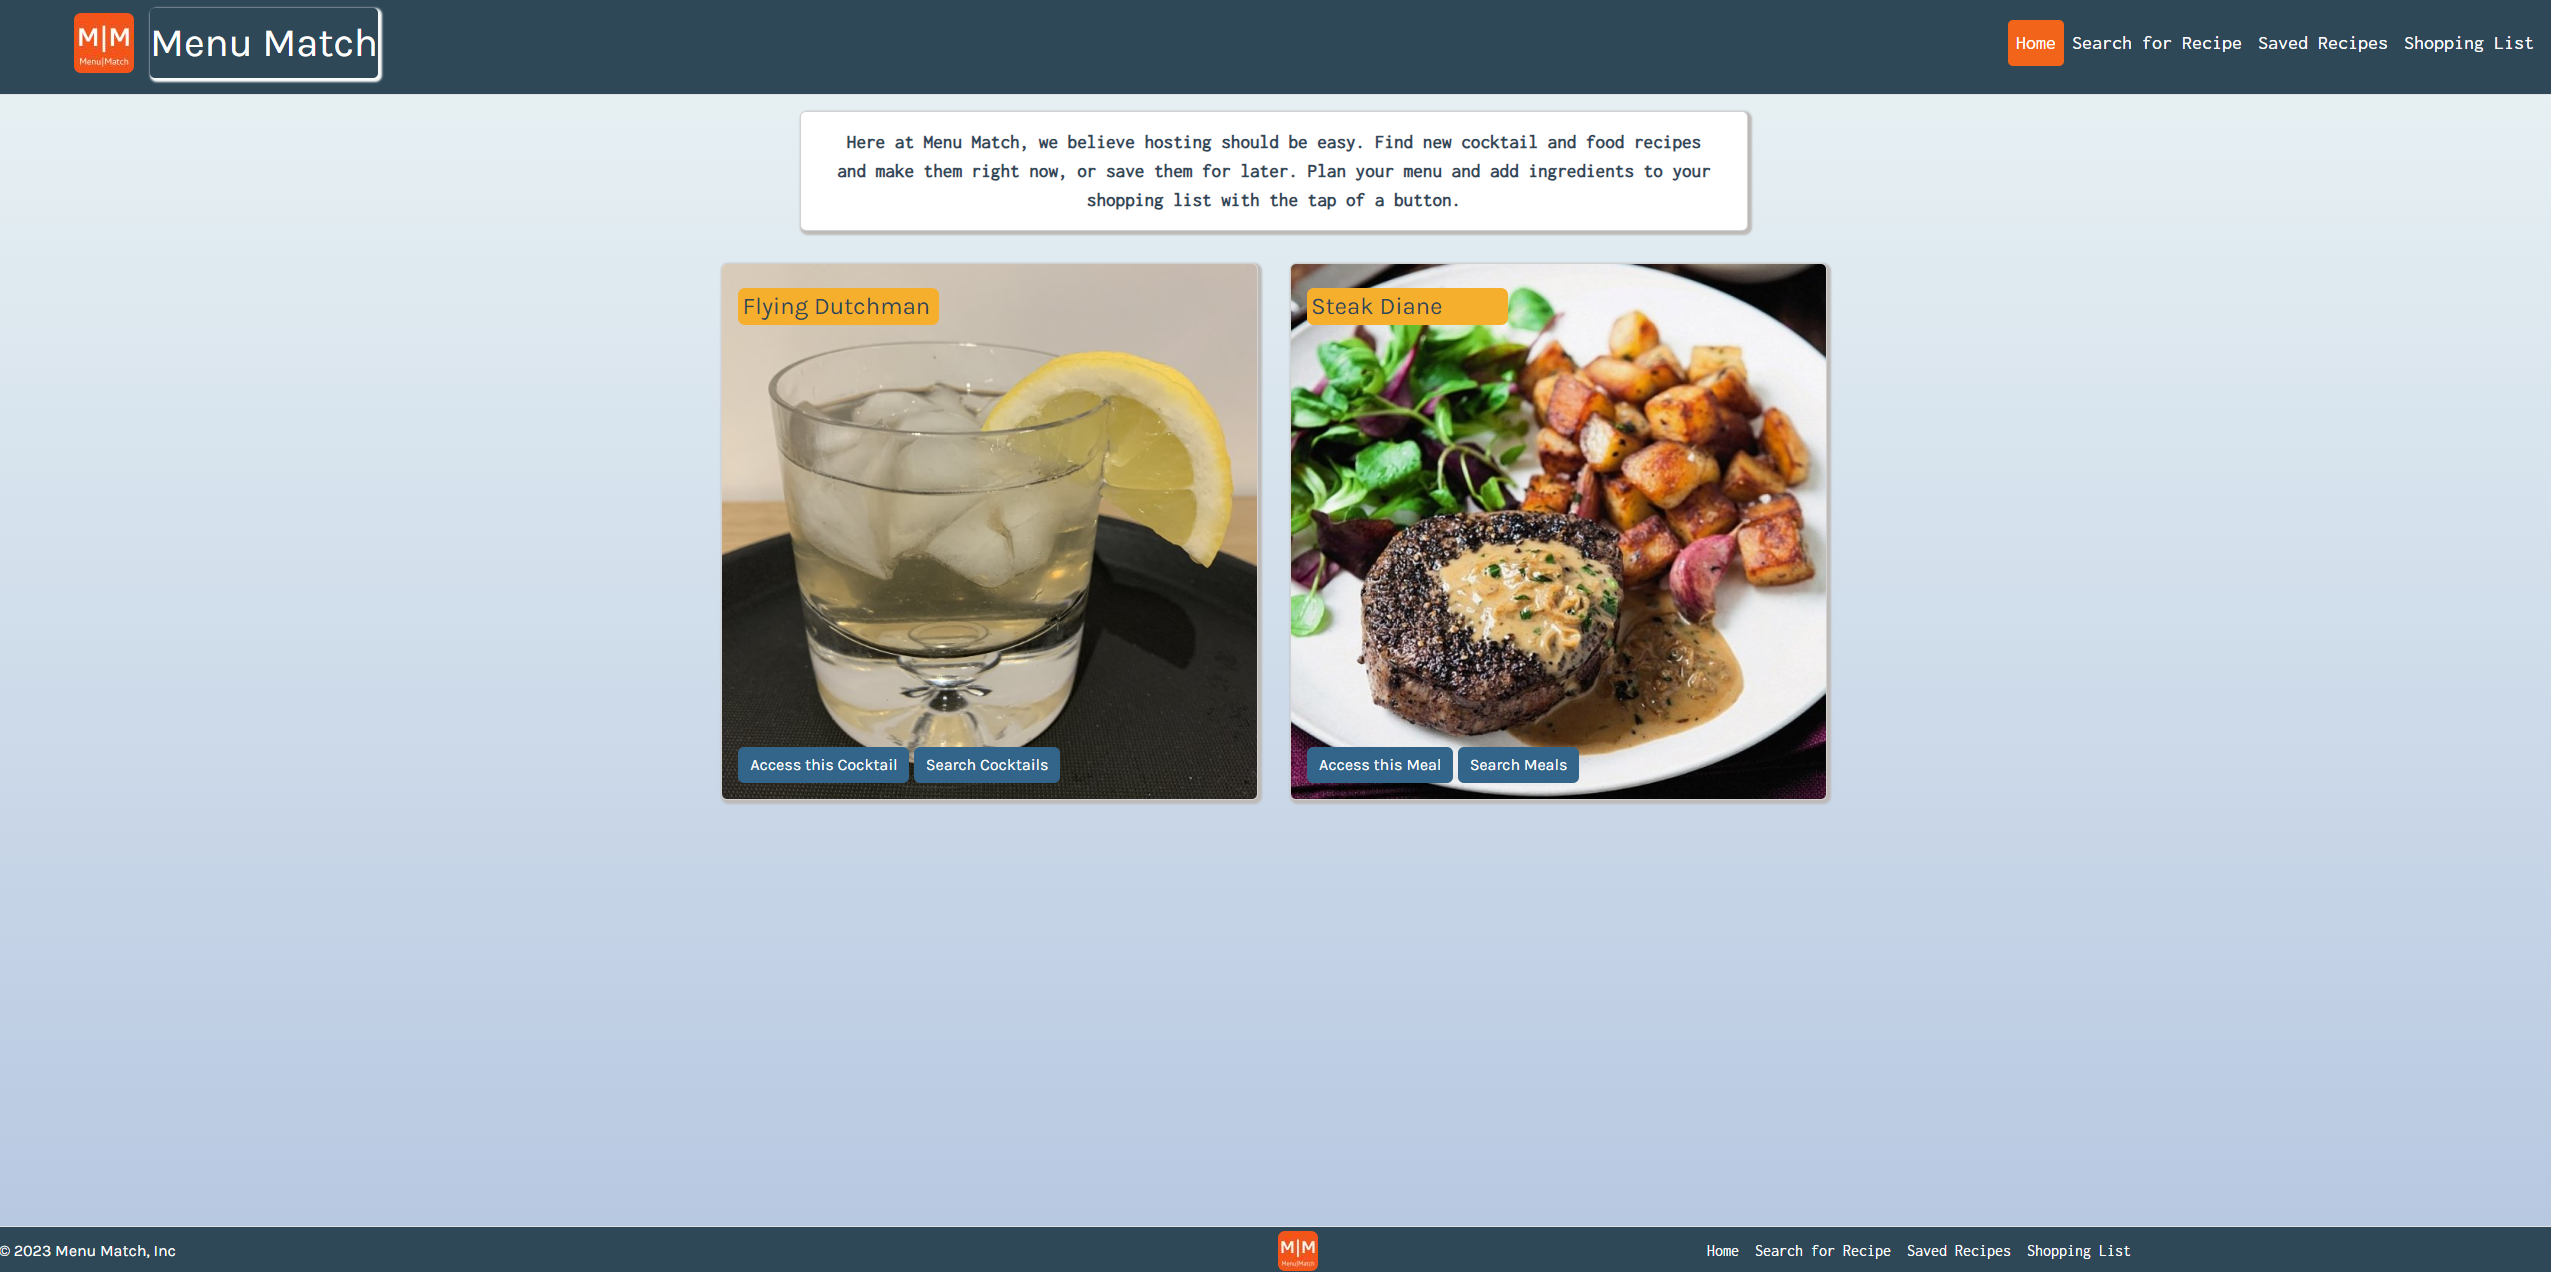 M|M
Menu|Match
Menu Match
Home Search for Recipe Saved Recipes Shopping List
Here at Menu Match, we believe hosting should be easy. Find new cocktail and food recipes
and make them right now, or save them for later. Plan your menu and add ingredients to your
shopping list with the tap of a button.
Flying Dutchman
Access this Cocktail Search Cocktails
Steak Diane
Access this Meal Search Meals
© 2023 Menu Match, Inc
M|M
Menu|Match
Home Search for Recipe Saved Recipes Shopping List